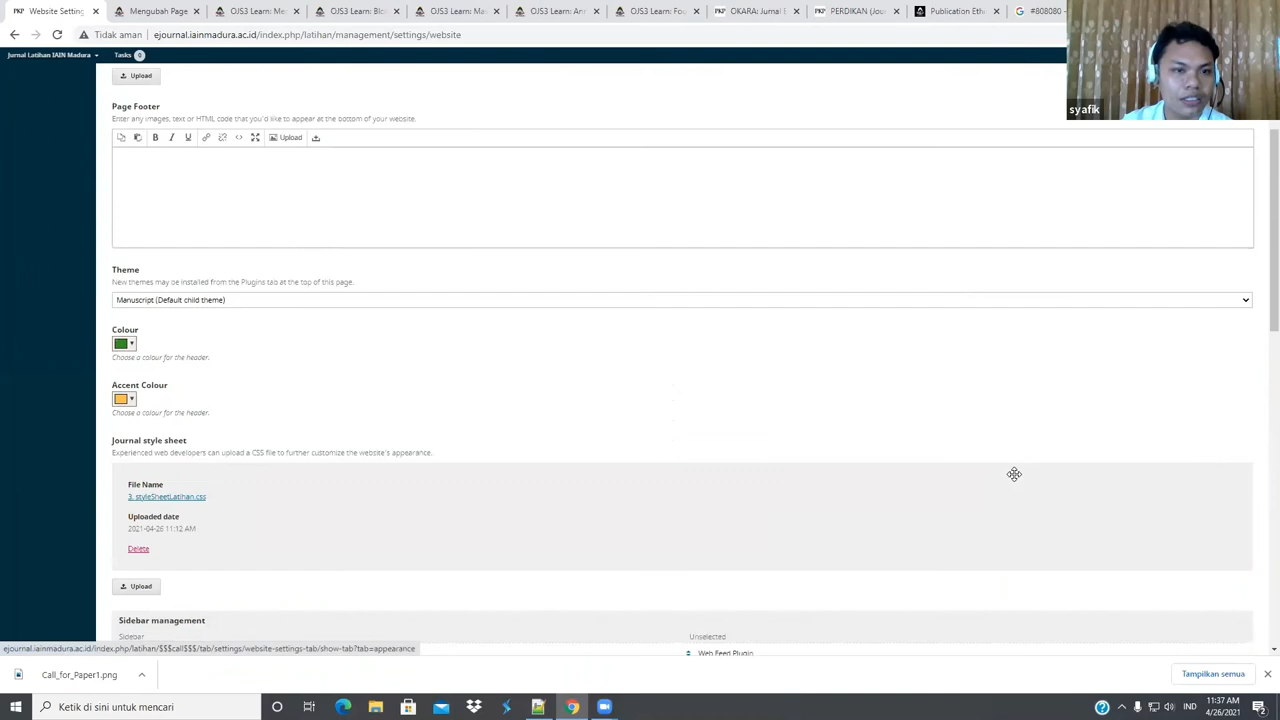 Website Setting
Mengubah Page
OJS3 Learn: Me
OJS3 Learn: Blo
OJS3 Learn: Ma
OJS3 Learn: Ann
OJS3 Learn: Foo
OKARA: Jurnal B
PERDIKAN (Jour
Publication Eth
#808080 -
Tidak aman
ejournal.iainmadura.ac.id/index.php/latihan/management/settings/website
Jurnal Latihan IAIN Madura
Tasks 0
syafik
Upload
Page Footer
Enter any images, text or HTML code that you'd like to appear at the bottom of your website.
B I U
Upload
Theme
New themes may be installed from the Plugins tab at the top of this page.
Manuscript (Default child theme)
Colour
Choose a colour for the header.
Accent Colour
Choose a colour for the header.
Journal style sheet
Experienced web developers can upload a CSS file to further customize the website's appearance.
File Name
3. styleSheetLatihan.css
Uploaded date
2021-04-26 11:12 AM
Delete
Upload
Sidebar management
Sidebar
Unselected
Web Feed Plugin
ejournal.iainmadura.ac.id/index.php/latihan/$$$call$$$/tab/settings/website-settings-tab/show-tab?tab=appearance
Call_for_Paper1.png
Tampilkan semua
Ketik di sini untuk mencari
IND
11:37 AM
4/26/2021
2